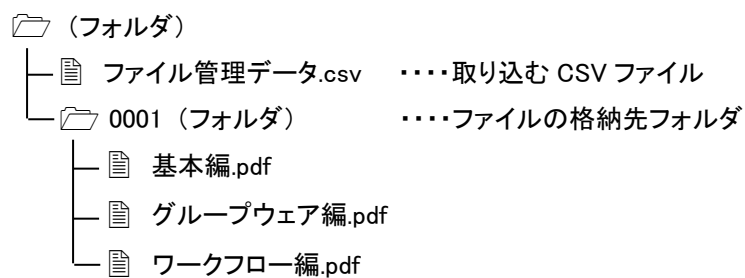 (フォルダ)
ファイル管理データ.csv ････取り込む CSV ファイル
0001 (フォルダ) ････ファイルの格納先フォルダ
基本編.pdf
グループウェア編.pdf
ワークフロー編.pdf